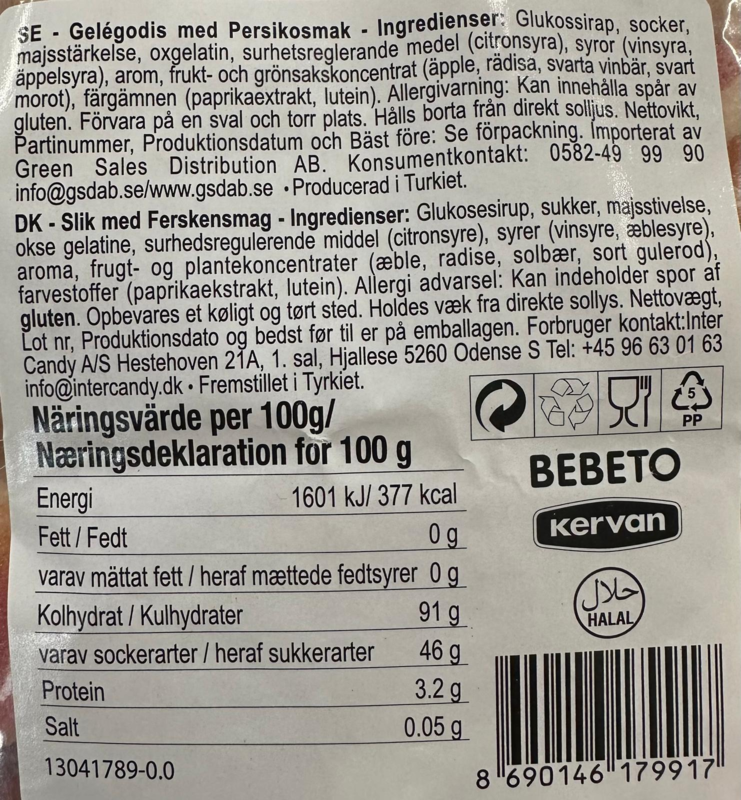 SE - Gelégodis med Persikosmak - Ingredienser: Glukossirap, socker,
majsstärkelse, oxgelatin, surhetsreglerande medel (citronsyra), syror (vinsyra,
äppelsyra), arom, frukt- och grönsakskoncentrat (äpple, rädisa, svarta vinbär, svart
morot), färgämnen (paprikaextrakt, lutein). Allergivarning: Kan innehålla spår av
gluten. Förvara på en sval och torr plats. Hålls borta från direkt solljus. Nettovikt,
Partinummer, Produktionsdatum och Bäst före: Se förpackning. Importerat av
Green Sales Distribution AB. Konsumentkontakt: 0582-49 99 90
info@gsdab.se/www.gsdab.se • Producerad i Turkiet.
DK - Slik med Ferskensmag - Ingredienser: Glukosesirup, sukker, majsstivelse,
okse gelatine, surhedsregulerende middel (citronsyre), syrer (vinsyre, æblesyre),
aroma, frugt- og plantekoncentrater (æble, radise, solbær, sort gulerod),
farvestoffer (paprikaekstrakt, lutein). Allergi advarsel: Kan indeholder spor af
gluten. Opbevares et køligt og tørt sted. Holdes væk fra direkte sollys. Nettovægt,
Lot nr, Produktionsdato og bedst før til er på emballagen. Forbruger kontakt:Inter
Candy A/S Hestehoven 21A, 1. sal, Hjallese 5260 Odense S Tel: +45 96 63 01 63
info@intercandy.dk • Fremstillet i Tyrkiet.
5
PP
Näringsvärde per 100g/
Næringsdeklaration for 100 g
Energi 1601 kJ/ 377 kcal
Fett / Fedt 0 g
varav mättat fett / heraf mættede fedtsyrer 0 g
Kolhydrat / Kulhydrater 91 g
varav sockerarter / heraf sukkerarter 46 g
Protein 3.2 g
Salt 0.05 g
13041789-0.0
BEBETO
kervan
حلال
HALAL
8 690146 179917